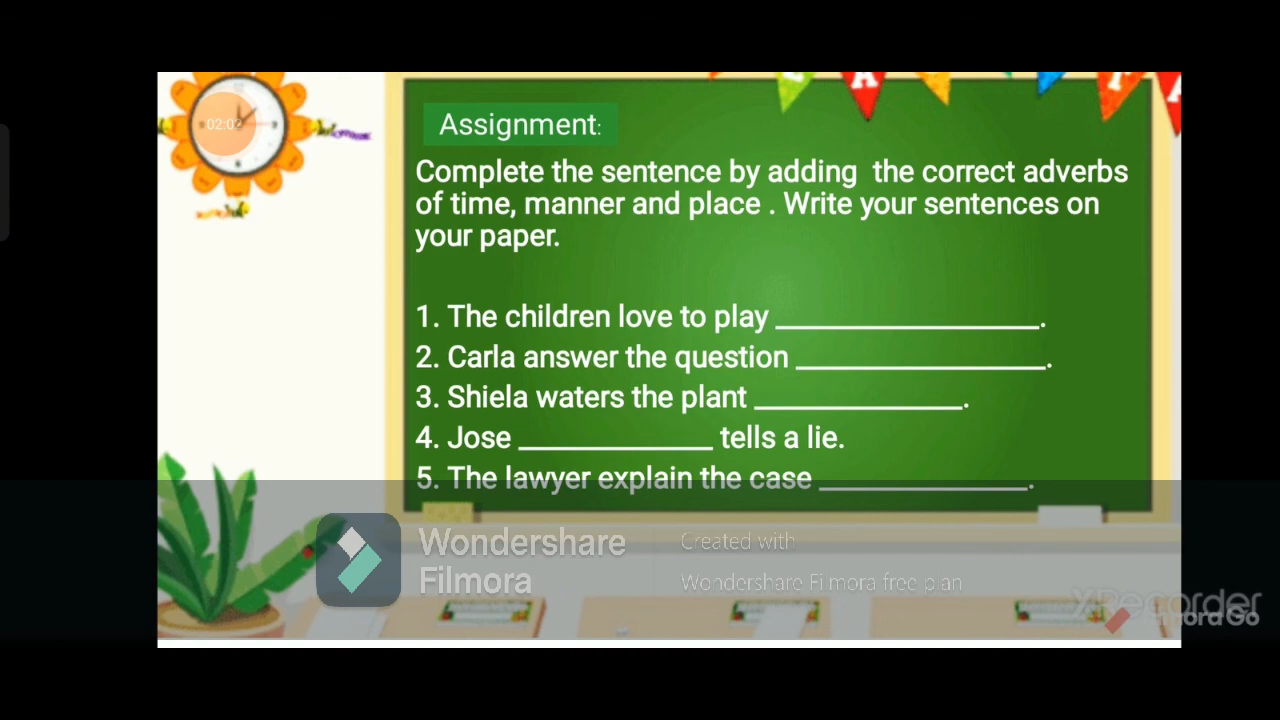 02:02
Assignment:
Complete the sentence by adding the correct adverbs
of time, manner and place . Write your sentences on
your paper.
1. The children love to play ________________.
2. Carla answer the question ________________.
3. Shiela waters the plant _____________.
4. Jose ____________ tells a lie.
5. The lawyer explain the case _____________.
Wondershare
Filmora
Created with
Wondershare Filmora free plan
XRecorder